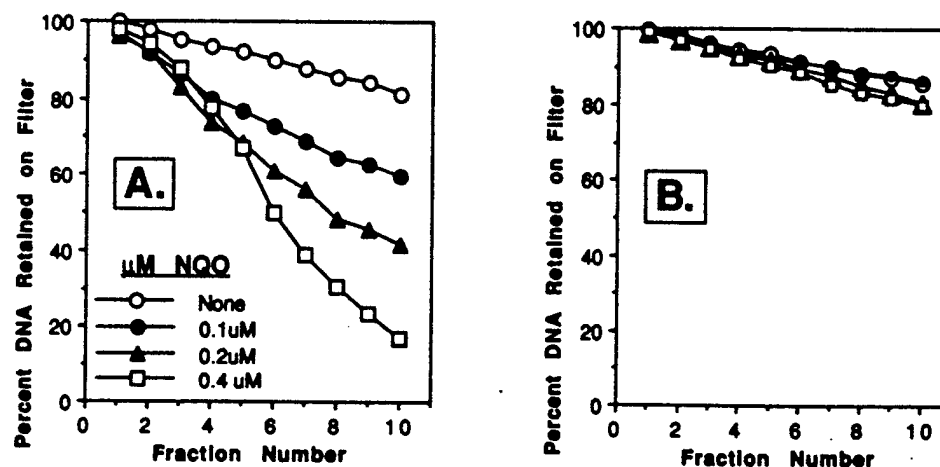 Percent DNA Retained on Filter
100
80
60
40
20
0
A.
µM NQO
None
0.1uM
0.2uM
0.4 uM
0 2 4 6 8 10
Fraction Number
Percent DNA Retained on Filter
100
80
60
40
20
0
B.
0 2 4 6 8 10
Fraction Number